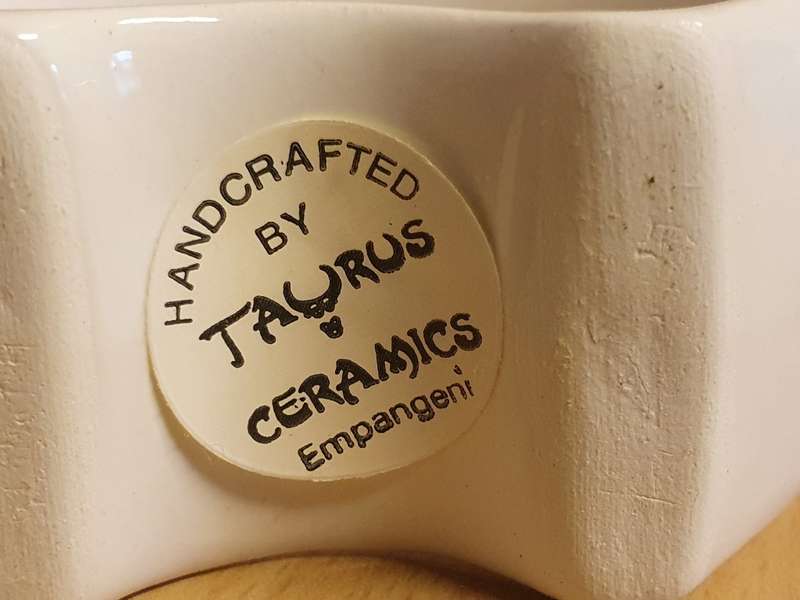 HANDCRAFTED
BY
TAURUS
CERAMICS
Empangeni